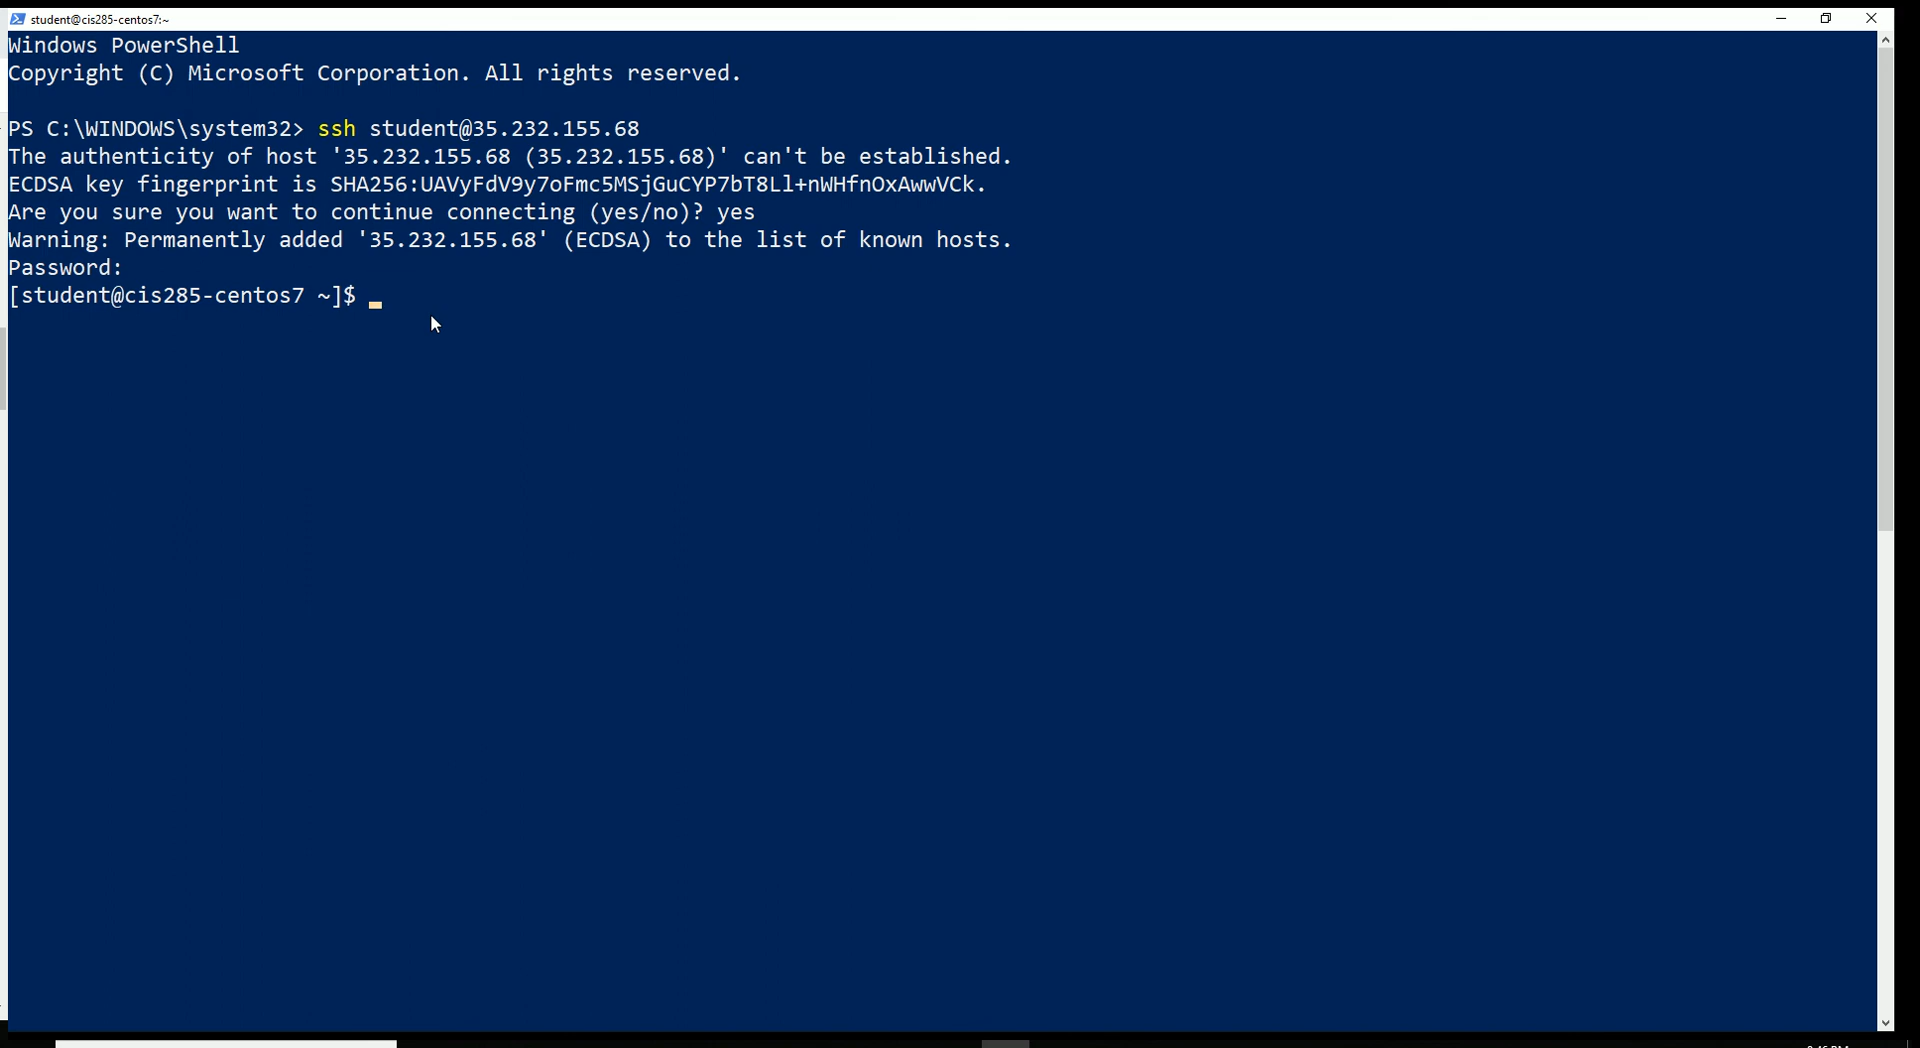 student@cis285-centos7:~
Windows PowerShell
Copyright (C) Microsoft Corporation. All rights reserved.
PS C:\WINDOWS\system32> ssh student@35.232.155.68
The authenticity of host '35.232.155.68 (35.232.155.68)' can't be established.
ECDSA key fingerprint is SHA256:UAVyFdV9y7oFmc5MSjGuCYP7bT8Ll+nWHfnOxAwwVCk.
Are you sure you want to continue connecting (yes/no)? yes
Warning: Permanently added '35.232.155.68' (ECDSA) to the list of known hosts.
Password:
[student@cis285-centos7 ~]$